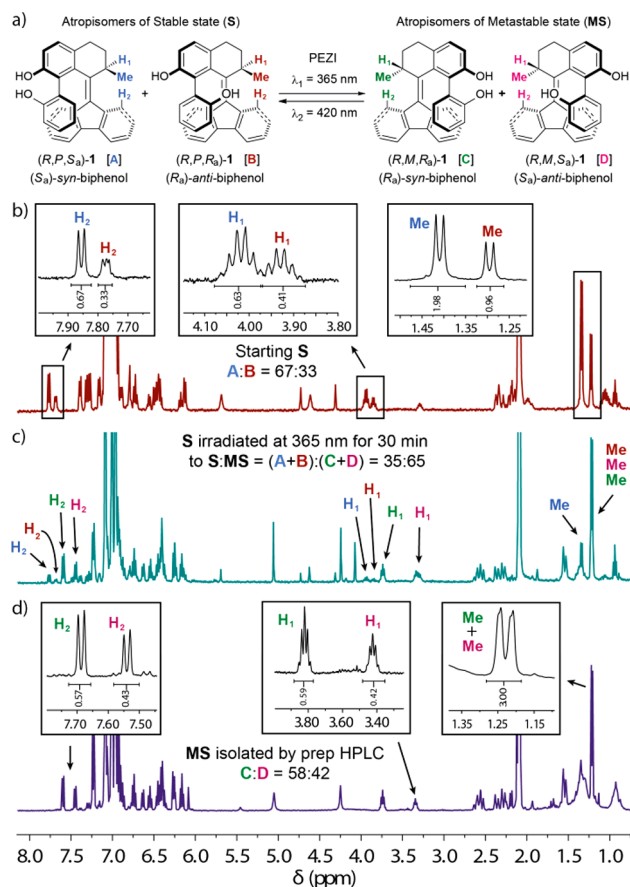 a)
Atropisomers of Stable state (S)
Atropisomers of Metastable state (MS)
H1
Me
H2
HO
HO
+
H1
Me
H2
HO
OH
PEZI
λ1 = 365 nm
λ2 = 420 nm
H1
Me
H2
OH
OH
+
H1
Me
H2
OH
HO
(R,P,Sa)-1 [A]
(R,P,Ra)-1 [B]
(R,M,Ra)-1 [C]
(R,M,Sa)-1 [D]
(Sa)-syn-biphenol
(Ra)-anti-biphenol
(Ra)-syn-biphenol
(Sa)-anti-biphenol
b)
H2
H2
0.67
0.33
7.90 7.80 7.70
H1
H1
0.63
0.41
4.10 4.00 3.90 3.80
Me
Me
1.98
0.96
1.45 1.35 1.25
Starting S
A:B = 67:33
c)
S irradiated at 365 nm for 30 min
to S:MS = (A+B):(C+D) = 35:65
H2
H2
H2
H2
H1
H1
H1
H1
Me
Me
Me
Me
d)
H2
H2
0.57
0.43
7.70 7.60 7.50
H1
H1
0.59
0.42
3.80 3.60 3.40
Me
+
Me
3.00
1.35 1.25 1.15
MS isolated by prep HPLC
C:D = 58:42
8.0 7.5 7.0 6.5 6.0 5.5 5.0 4.5 4.0 3.5 3.0 2.5 2.0 1.5 1.0
δ (ppm)